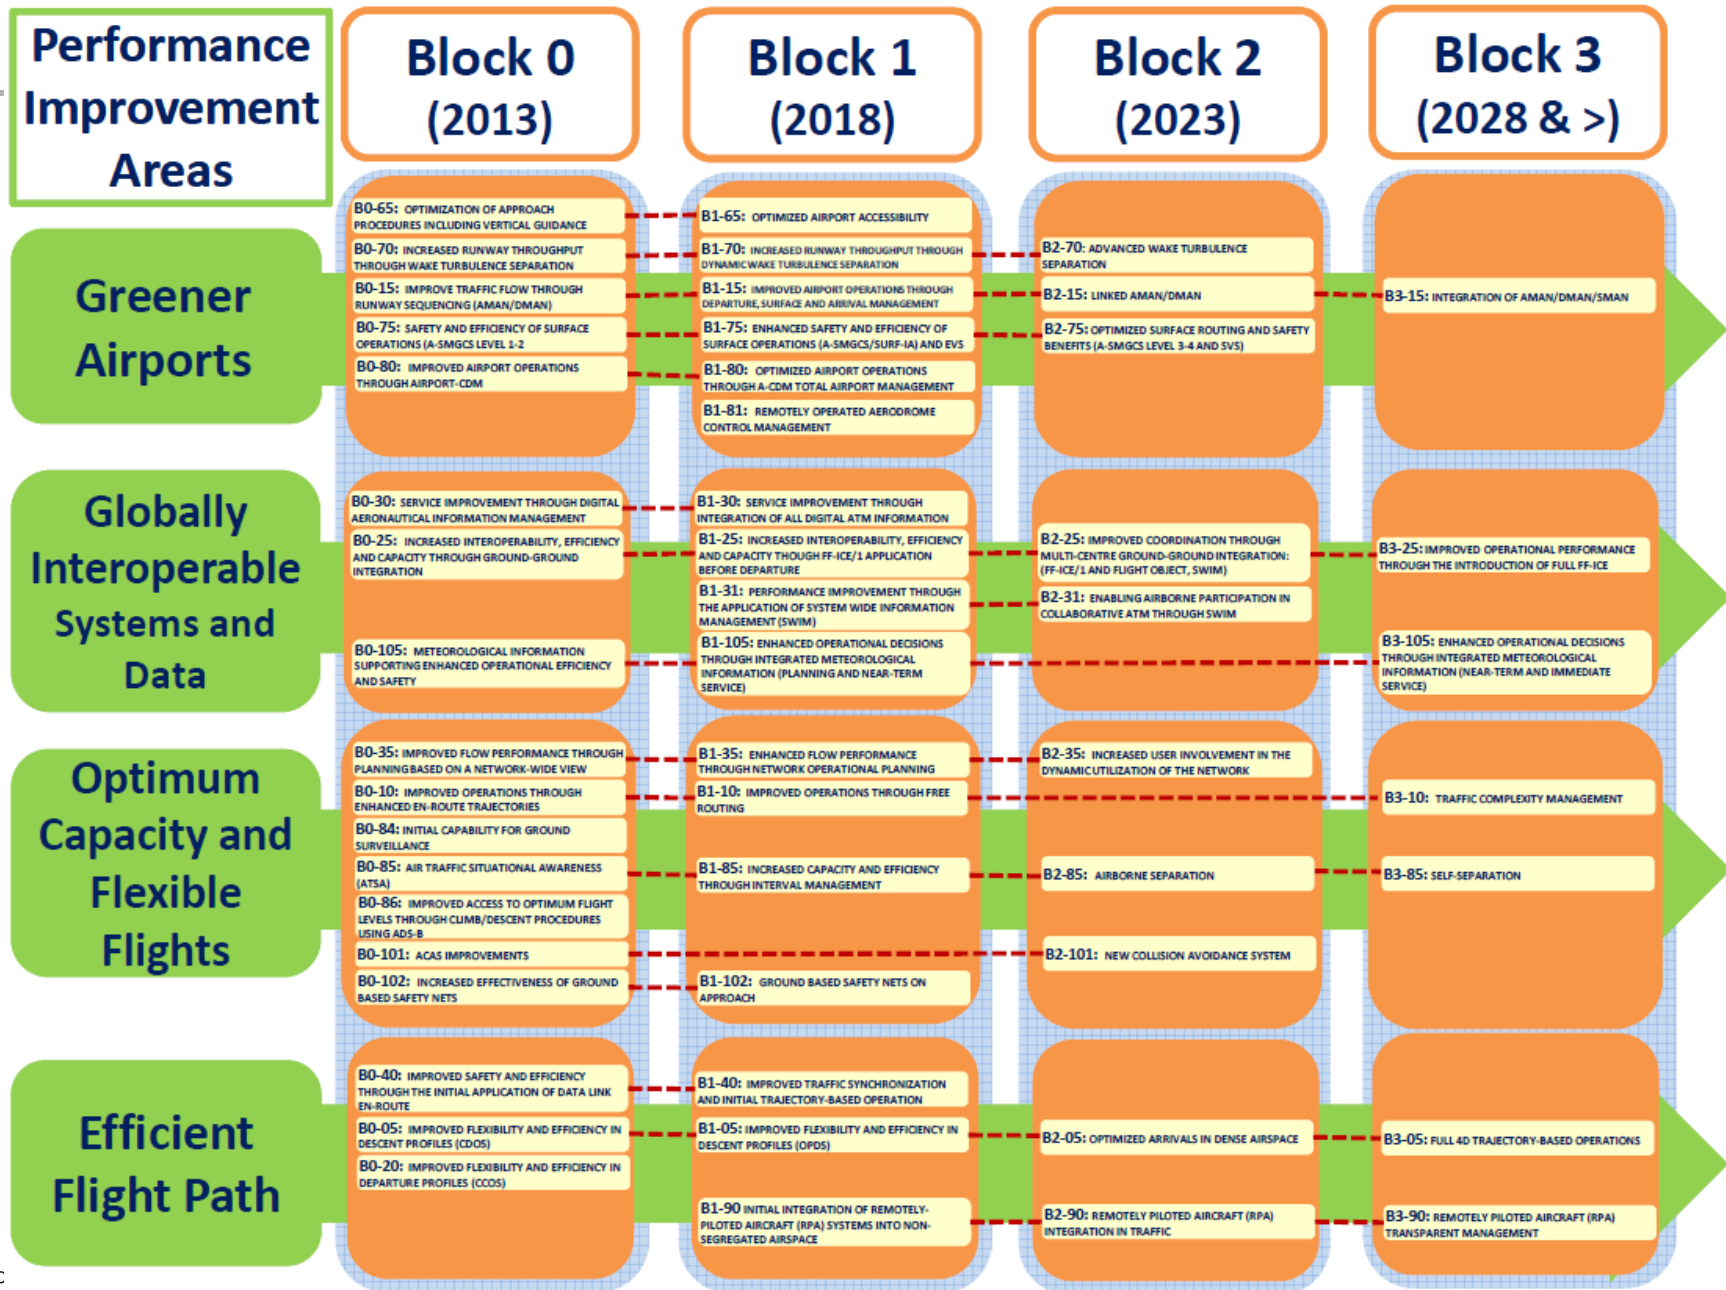 Performance
Improvement
Areas
Block 0
(2013)
Block 1
(2018)
Block 2
(2023)
Block 3
(2028 & >)
Greener
Airports
B0-65: OPTIMIZATION OF APPROACH
PROCEDURES INCLUDING VERTICAL GUIDANCE
B0-70: INCREASED RUNWAY THROUGHPUT
THROUGH WAKE TURBULENCE SEPARATION
B0-15: IMPROVE TRAFFIC FLOW THROUGH
RUNWAY SEQUENCING (AMAN/DMAN)
B0-75: SAFETY AND EFFICIENCY OF SURFACE
OPERATIONS (A-SMGCS LEVEL 1-2
B0-80: IMPROVED AIRPORT OPERATIONS
THROUGH AIRPORT-CDM
B1-65: OPTIMIZED AIRPORT ACCESSIBILITY
B1-70: INCREASED RUNWAY THROUGHPUT THROUGH
DYNAMIC WAKE TURBULENCE SEPARATION
B1-15: IMPROVED AIRPORT OPERATIONS THROUGH
DEPARTURE, SURFACE AND ARRIVAL MANAGEMENT
B1-75: ENHANCED SAFETY AND EFFICIENCY OF
SURFACE OPERATIONS (A-SMGCS/SURF-IA) AND EVS
B1-80: OPTIMIZED AIRPORT OPERATIONS
THROUGH A-CDM TOTAL AIRPORT MANAGEMENT
B1-81: REMOTELY OPERATED AERODROME
CONTROL MANAGEMENT
B2-70: ADVANCED WAKE TURBULENCE
SEPARATION
B2-15: LINKED AMAN/DMAN
B2-75: OPTIMIZED SURFACE ROUTING AND SAFETY
BENEFITS (A-SMGCS LEVEL 3-4 AND SVS)
B3-15: INTEGRATION OF AMAN/DMAN/SMAN
Globally
Interoperable
Systems and
Data
B0-30: SERVICE IMPROVEMENT THROUGH DIGITAL
AERONAUTICAL INFORMATION MANAGEMENT
B0-25: INCREASED INTEROPERABILITY, EFFICIENCY
AND CAPACITY THROUGH GROUND-GROUND
INTEGRATION
B0-105: METEOROLOGICAL INFORMATION
SUPPORTING ENHANCED OPERATIONAL EFFICIENCY
AND SAFETY
B1-30: SERVICE IMPROVEMENT THROUGH
INTEGRATION OF ALL DIGITAL ATM INFORMATION
B1-25: INCREASED INTEROPERABILITY, EFFICIENCY
AND CAPACITY THOUGH FF-ICE/1 APPLICATION
BEFORE DEPARTURE
B1-31: PERFORMANCE IMPROVEMENT THROUGH
THE APPLICATION OF SYSTEM WIDE INFORMATION
MANAGEMENT (SWIM)
B1-105: ENHANCED OPERATIONAL DECISIONS
THROUGH INTEGRATED METEOROLOGICAL
INFORMATION (PLANNING AND NEAR-TERM
SERVICE)
B2-25: IMPROVED COORDINATION THROUGH
MULTI-CENTRE GROUND-GROUND INTEGRATION:
(FF-ICE/1 AND FLIGHT OBJECT, SWIM)
B2-31: ENABLING AIRBORNE PARTICIPATION IN
COLLABORATIVE ATM THROUGH SWIM
B3-25: IMPROVED OPERATIONAL PERFORMANCE
THROUGH THE INTRODUCTION OF FULL FF-ICE
B3-105: ENHANCED OPERATIONAL DECISIONS
THROUGH INTEGRATED METEOROLOGICAL
INFORMATION (NEAR-TERM AND IMMEDIATE
SERVICE)
Optimum
Capacity and
Flexible
Flights
B0-35: IMPROVED FLOW PERFORMANCE THROUGH
PLANNING BASED ON A NETWORK-WIDE VIEW
B0-10: IMPROVED OPERATIONS THROUGH
ENHANCED EN-ROUTE TRAJECTORIES
B0-84: INITIAL CAPABILITY FOR GROUND
SURVEILLANCE
B0-85: AIR TRAFFIC SITUATIONAL AWARENESS
(ATSA)
B0-86: IMPROVED ACCESS TO OPTIMUM FLIGHT
LEVELS THROUGH CLIMB/DESCENT PROCEDURES
USING ADS-B
B0-101: ACAS IMPROVEMENTS
B0-102: INCREASED EFFECTIVENESS OF GROUND
BASED SAFETY NETS
B1-35: ENHANCED FLOW PERFORMANCE
THROUGH NETWORK OPERATIONAL PLANNING
B1-10: IMPROVED OPERATIONS THROUGH FREE
ROUTING
B1-85: INCREASED CAPACITY AND EFFICIENCY
THROUGH INTERVAL MANAGEMENT
B1-102: GROUND BASED SAFETY NETS ON
APPROACH
B2-35: INCREASED USER INVOLVEMENT IN THE
DYNAMIC UTILIZATION OF THE NETWORK
B2-85: AIRBORNE SEPARATION
B2-101: NEW COLLISION AVOIDANCE SYSTEM
B3-10: TRAFFIC COMPLEXITY MANAGEMENT
B3-85: SELF-SEPARATION
Efficient
Flight Path
B0-40: IMPROVED SAFETY AND EFFICIENCY
THROUGH THE INITIAL APPLICATION OF DATA LINK
EN-ROUTE
B0-05: IMPROVED FLEXIBILITY AND EFFICIENCY IN
DESCENT PROFILES (CDOS)
B0-20: IMPROVED FLEXIBILITY AND EFFICIENCY IN
DEPARTURE PROFILES (CCOS)
B1-40: IMPROVED TRAFFIC SYNCHRONIZATION
AND INITIAL TRAJECTORY-BASED OPERATION
B1-05: IMPROVED FLEXIBILITY AND EFFICIENCY IN
DESCENT PROFILES (OPDS)
B1-90 INITIAL INTEGRATION OF REMOTELY-
PILOTED AIRCRAFT (RPA) SYSTEMS INTO NON-
SEGREGATED AIRSPACE
B2-05: OPTIMIZED ARRIVALS IN DENSE AIRSPACE
B2-90: REMOTELY PILOTED AIRCRAFT (RPA)
INTEGRATION IN TRAFFIC
B3-05: FULL 4D TRAJECTORY-BASED OPERATIONS
B3-90: REMOTELY PILOTED AIRCRAFT (RPA)
TRANSPARENT MANAGEMENT